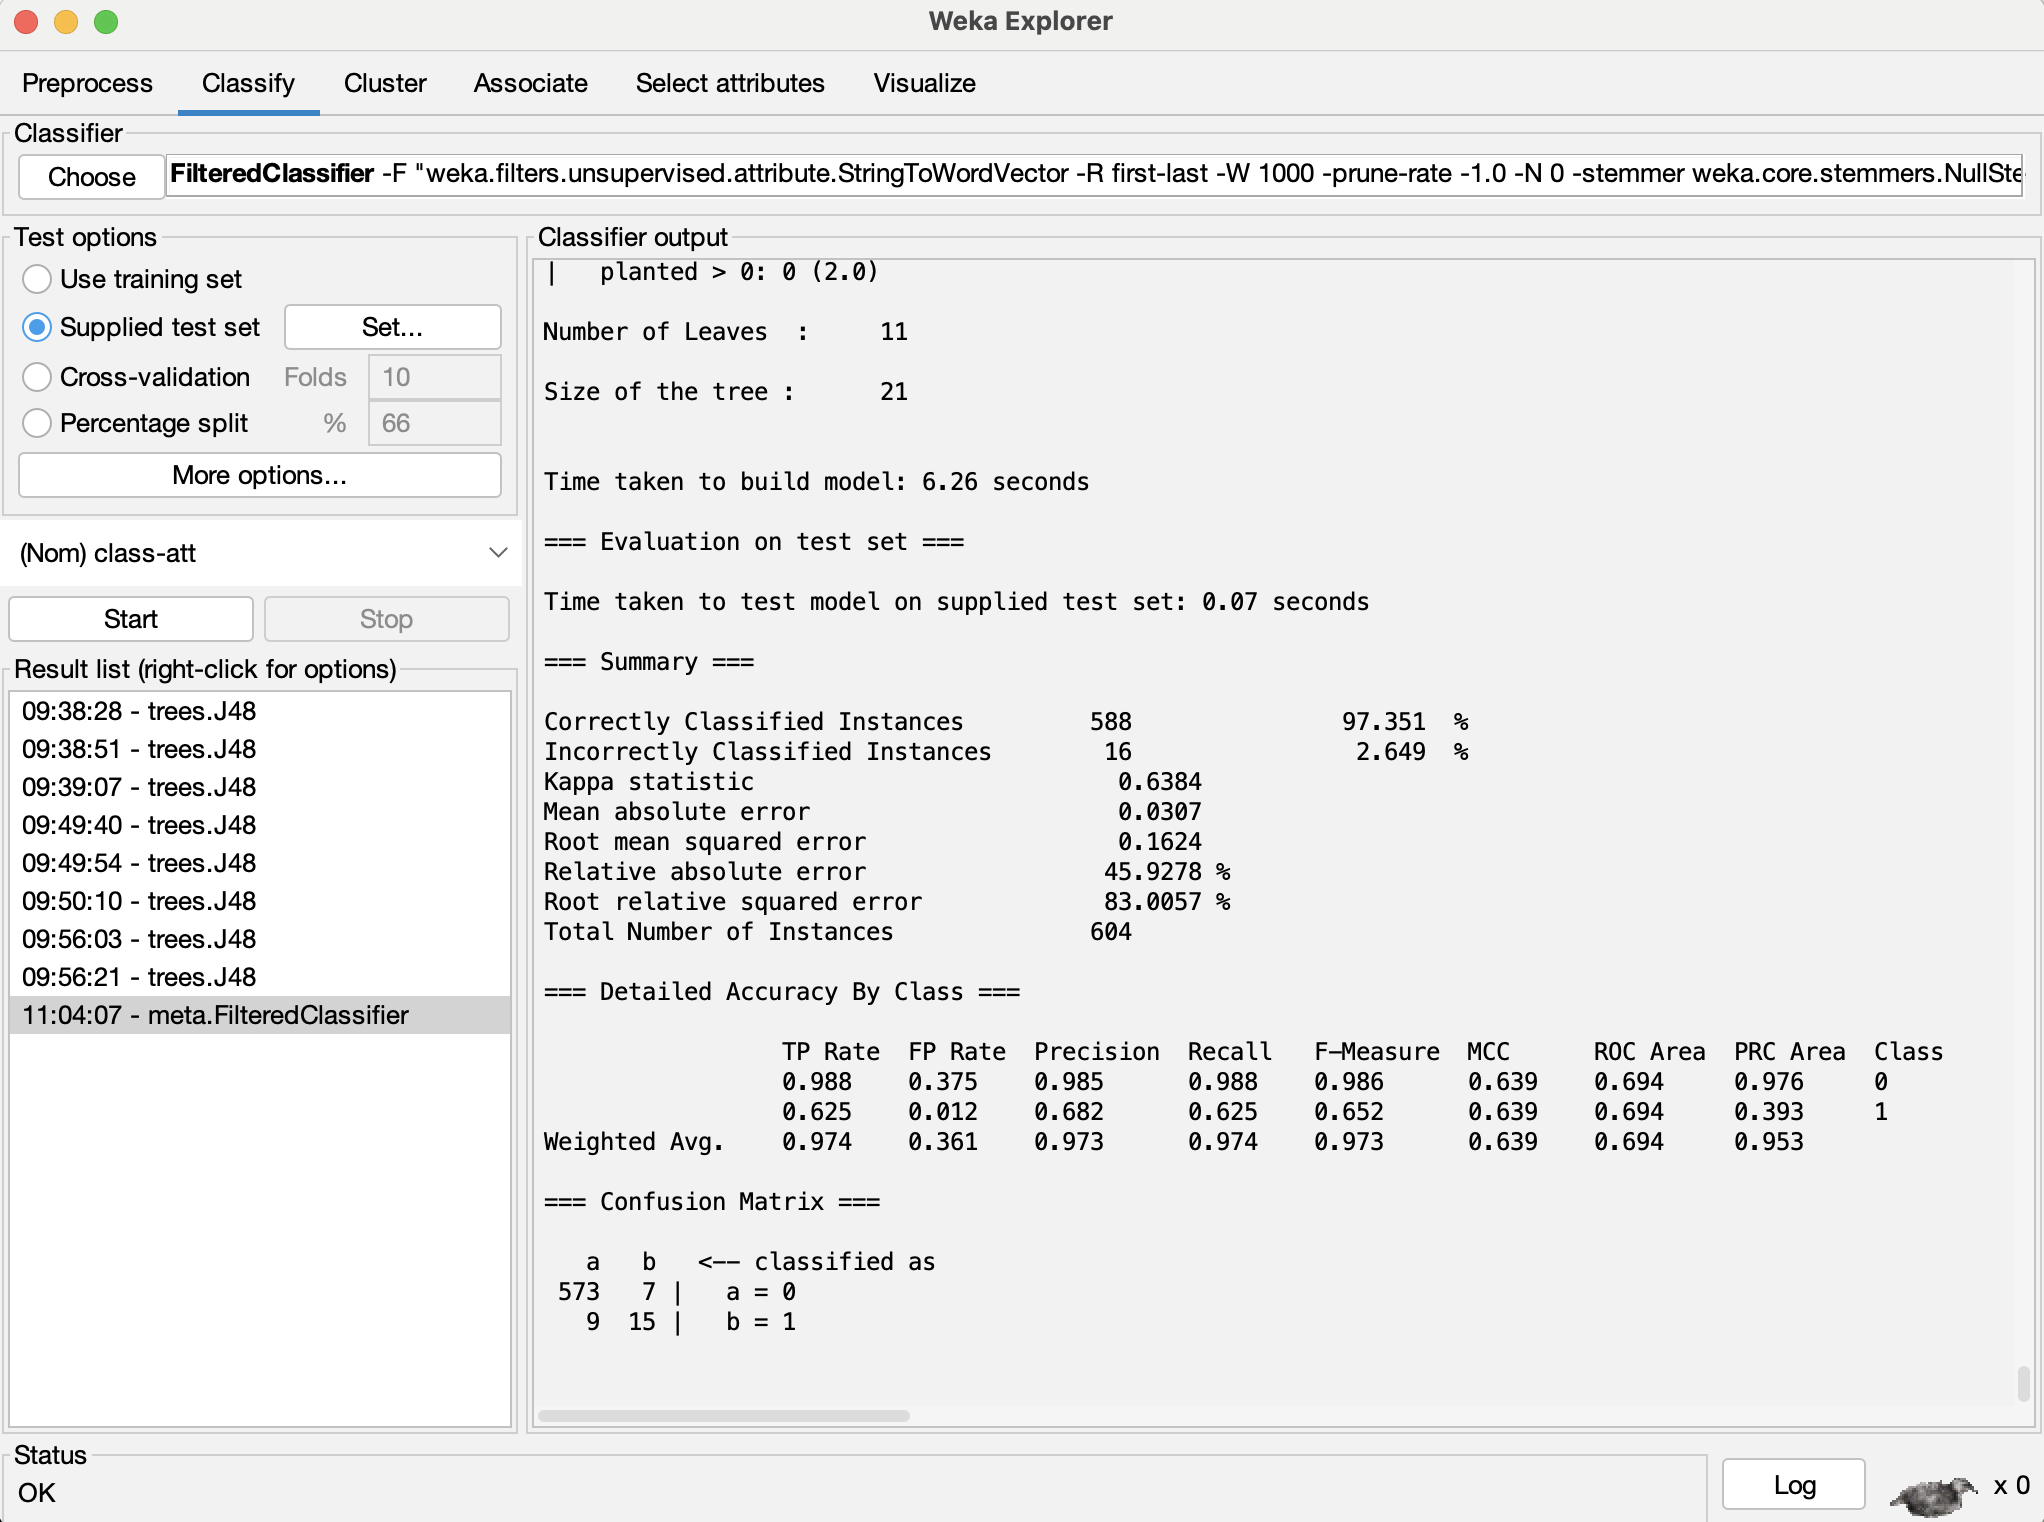 Weka Explorer
Preprocess Classify Cluster Associate Select attributes Visualize
Classifier
Choose FilteredClassifier -F "weka.filters.unsupervised.attribute.StringToWordVector -R first-last -W 1000 -prune-rate -1.0 -N 0 -stemmer weka.core.stemmers.NullSte
Test options
Use training set
Supplied test set Set...
Cross-validation Folds 10
Percentage split % 66
More options...
(Nom) class-att
Start Stop
Result list (right-click for options)
09:38:28 - trees.J48
09:38:51 - trees.J48
09:39:07 - trees.J48
09:49:40 - trees.J48
09:49:54 - trees.J48
09:50:10 - trees.J48
09:56:03 - trees.J48
09:56:21 - trees.J48
11:04:07 - meta.FilteredClassifier
Classifier output
| planted > 0: 0 (2.0)
Number of Leaves : 11
Size of the tree : 21
Time taken to build model: 6.26 seconds
=== Evaluation on test set ===
Time taken to test model on supplied test set: 0.07 seconds
=== Summary ===
Correctly Classified Instances 588 97.351 %
Incorrectly Classified Instances 16 2.649 %
Kappa statistic 0.6384
Mean absolute error 0.0307
Root mean squared error 0.1624
Relative absolute error 45.9278 %
Root relative squared error 83.0057 %
Total Number of Instances 604
=== Detailed Accuracy By Class ===
TP Rate FP Rate Precision Recall F-Measure MCC ROC Area PRC Area Class
0.988 0.375 0.985 0.988 0.986 0.639 0.694 0.976 0
0.625 0.012 0.682 0.625 0.652 0.639 0.694 0.393 1
Weighted Avg. 0.974 0.361 0.973 0.974 0.973 0.639 0.694 0.953
=== Confusion Matrix ===
a b <-- classified as
573 7 | a = 0
9 15 | b = 1
Status
OK
Log x 0